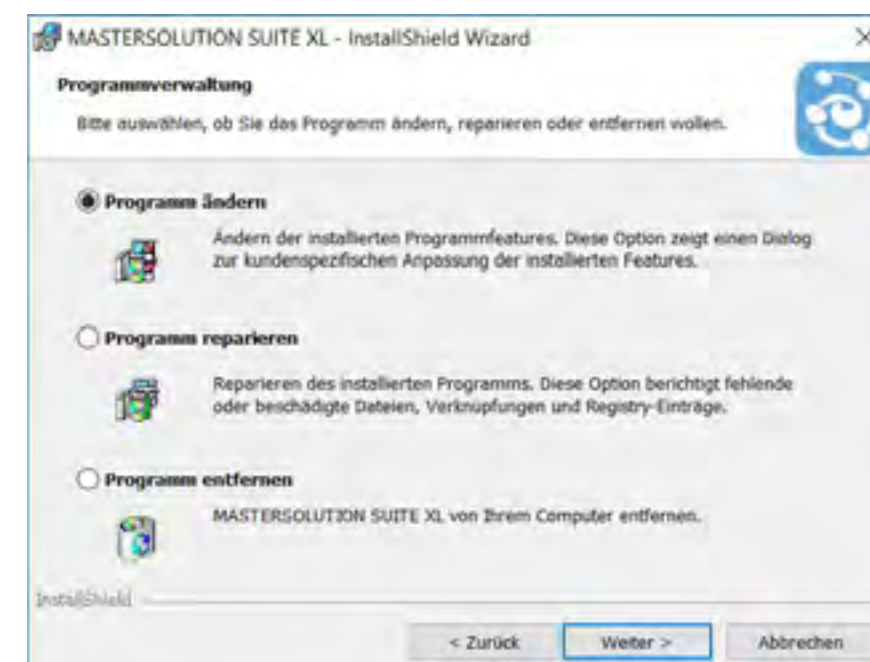 MASTERSOLUTION SUITE XL - InstallShield Wizard
Programmverwaltung
Bitte auswählen, ob Sie das Programm ändern, reparieren oder entfernen wollen.
Programm ändern
Ändern der installierten Programmfeatures. Diese Option zeigt einen Dialog
zur kundenspezifischen Anpassung der installierten Features.
Programm reparieren
Reparieren des installierten Programms. Diese Option berichtigt fehlende
oder beschädigte Dateien, Verknüpfungen und Registry-Einträge.
Programm entfernen
MASTERSOLUTION SUITE XL von Ihrem Computer entfernen.
InstallShield
< Zurück Weiter > Abbrechen